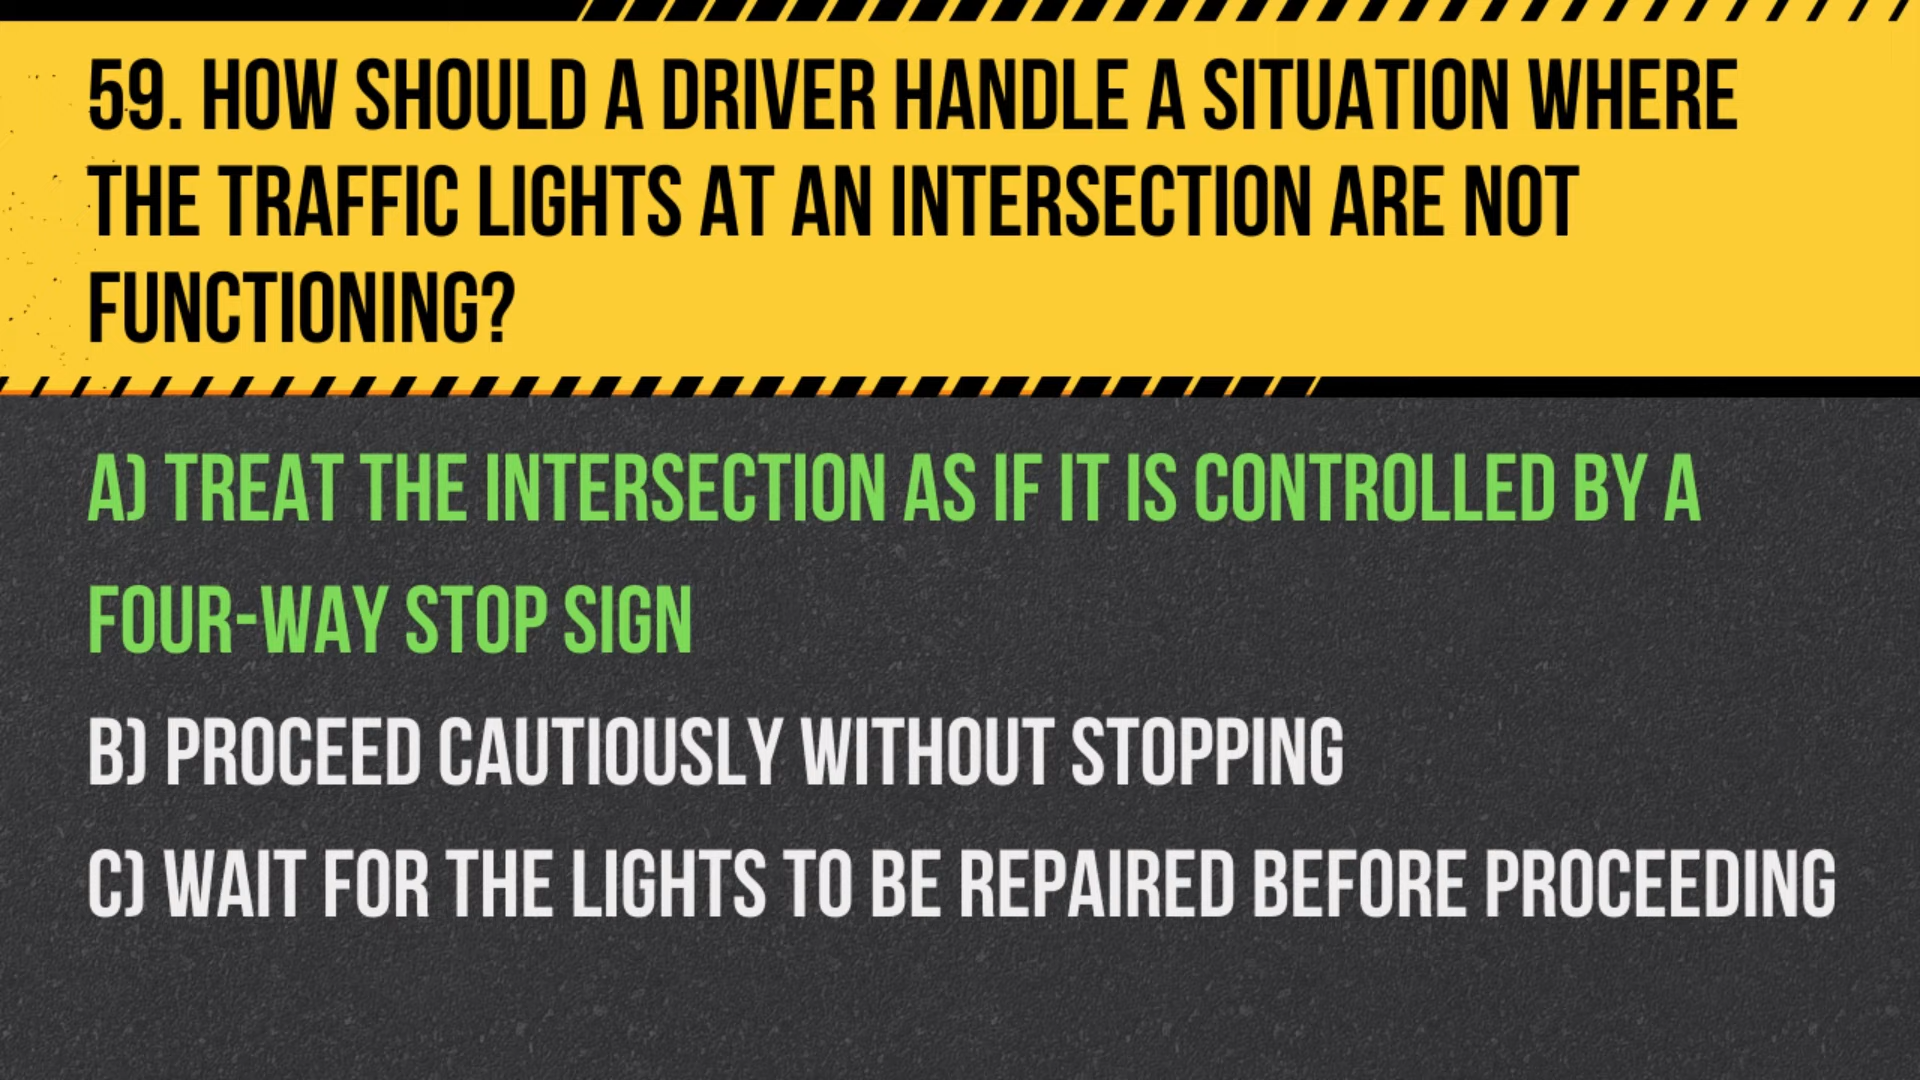 59. HOW SHOULD A DRIVER HANDLE A SITUATION WHERE
THE TRAFFIC LIGHTS AT AN INTERSECTION ARE NOT
FUNCTIONING?
A) TREAT THE INTERSECTION AS IF IT IS CONTROLLED BY A
FOUR-WAY STOP SIGN
B) PROCEED CAUTIOUSLY WITHOUT STOPPING
C) WAIT FOR THE LIGHTS TO BE REPAIRED BEFORE PROCEEDING